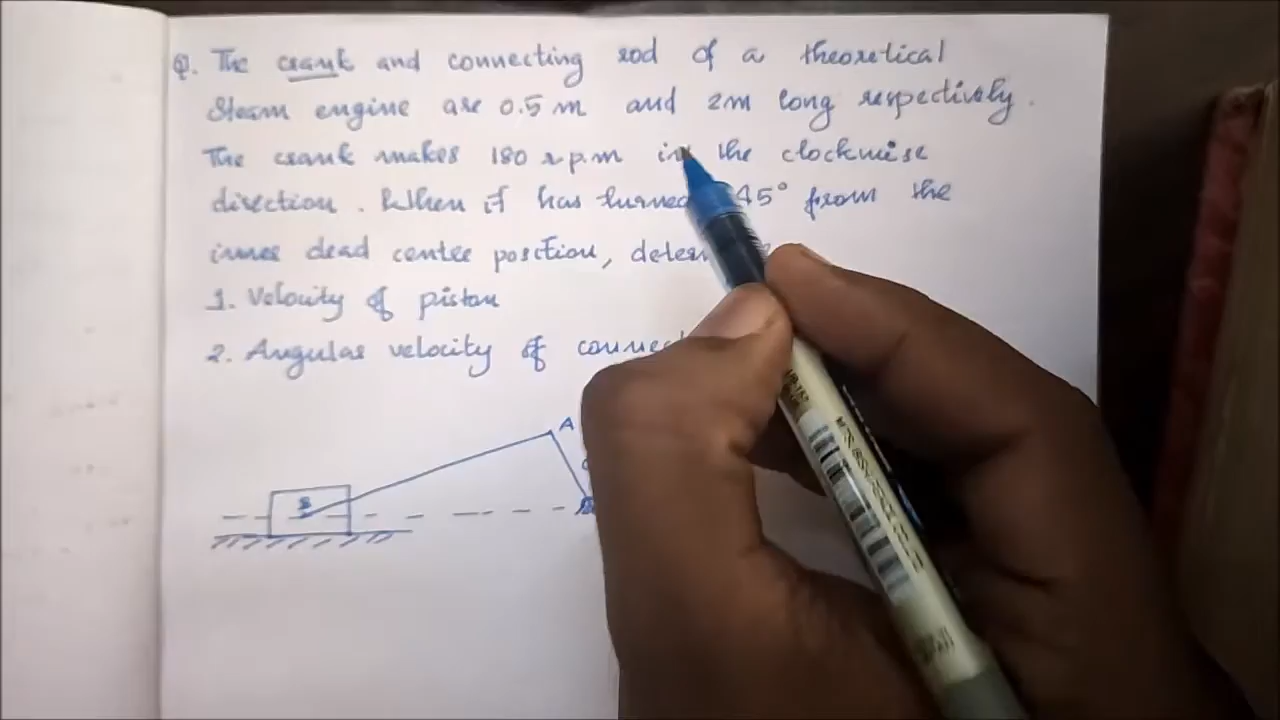 Q. The crank and connecting rod of a theoretical
Steam engine are 0.5 m and 2m long respectively.
The crank makes 180 r.p.m in the clockwise
direction. When it has turned 45° from the
inner dead centre position, deter
1. Velocity of piston
2. Angular velocity of connec
A
B